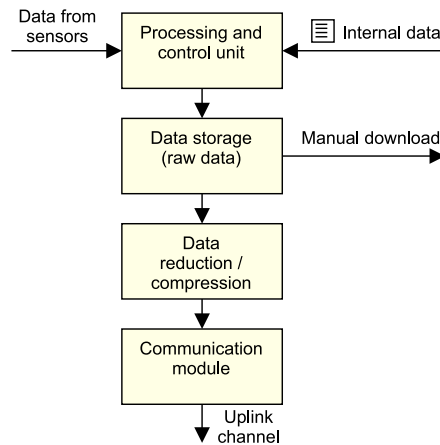 Data from
sensors
Processing and
control unit
Internal data
Data storage
(raw data)
Manual download
Data
reduction /
compression
Communication
module
Uplink
channel